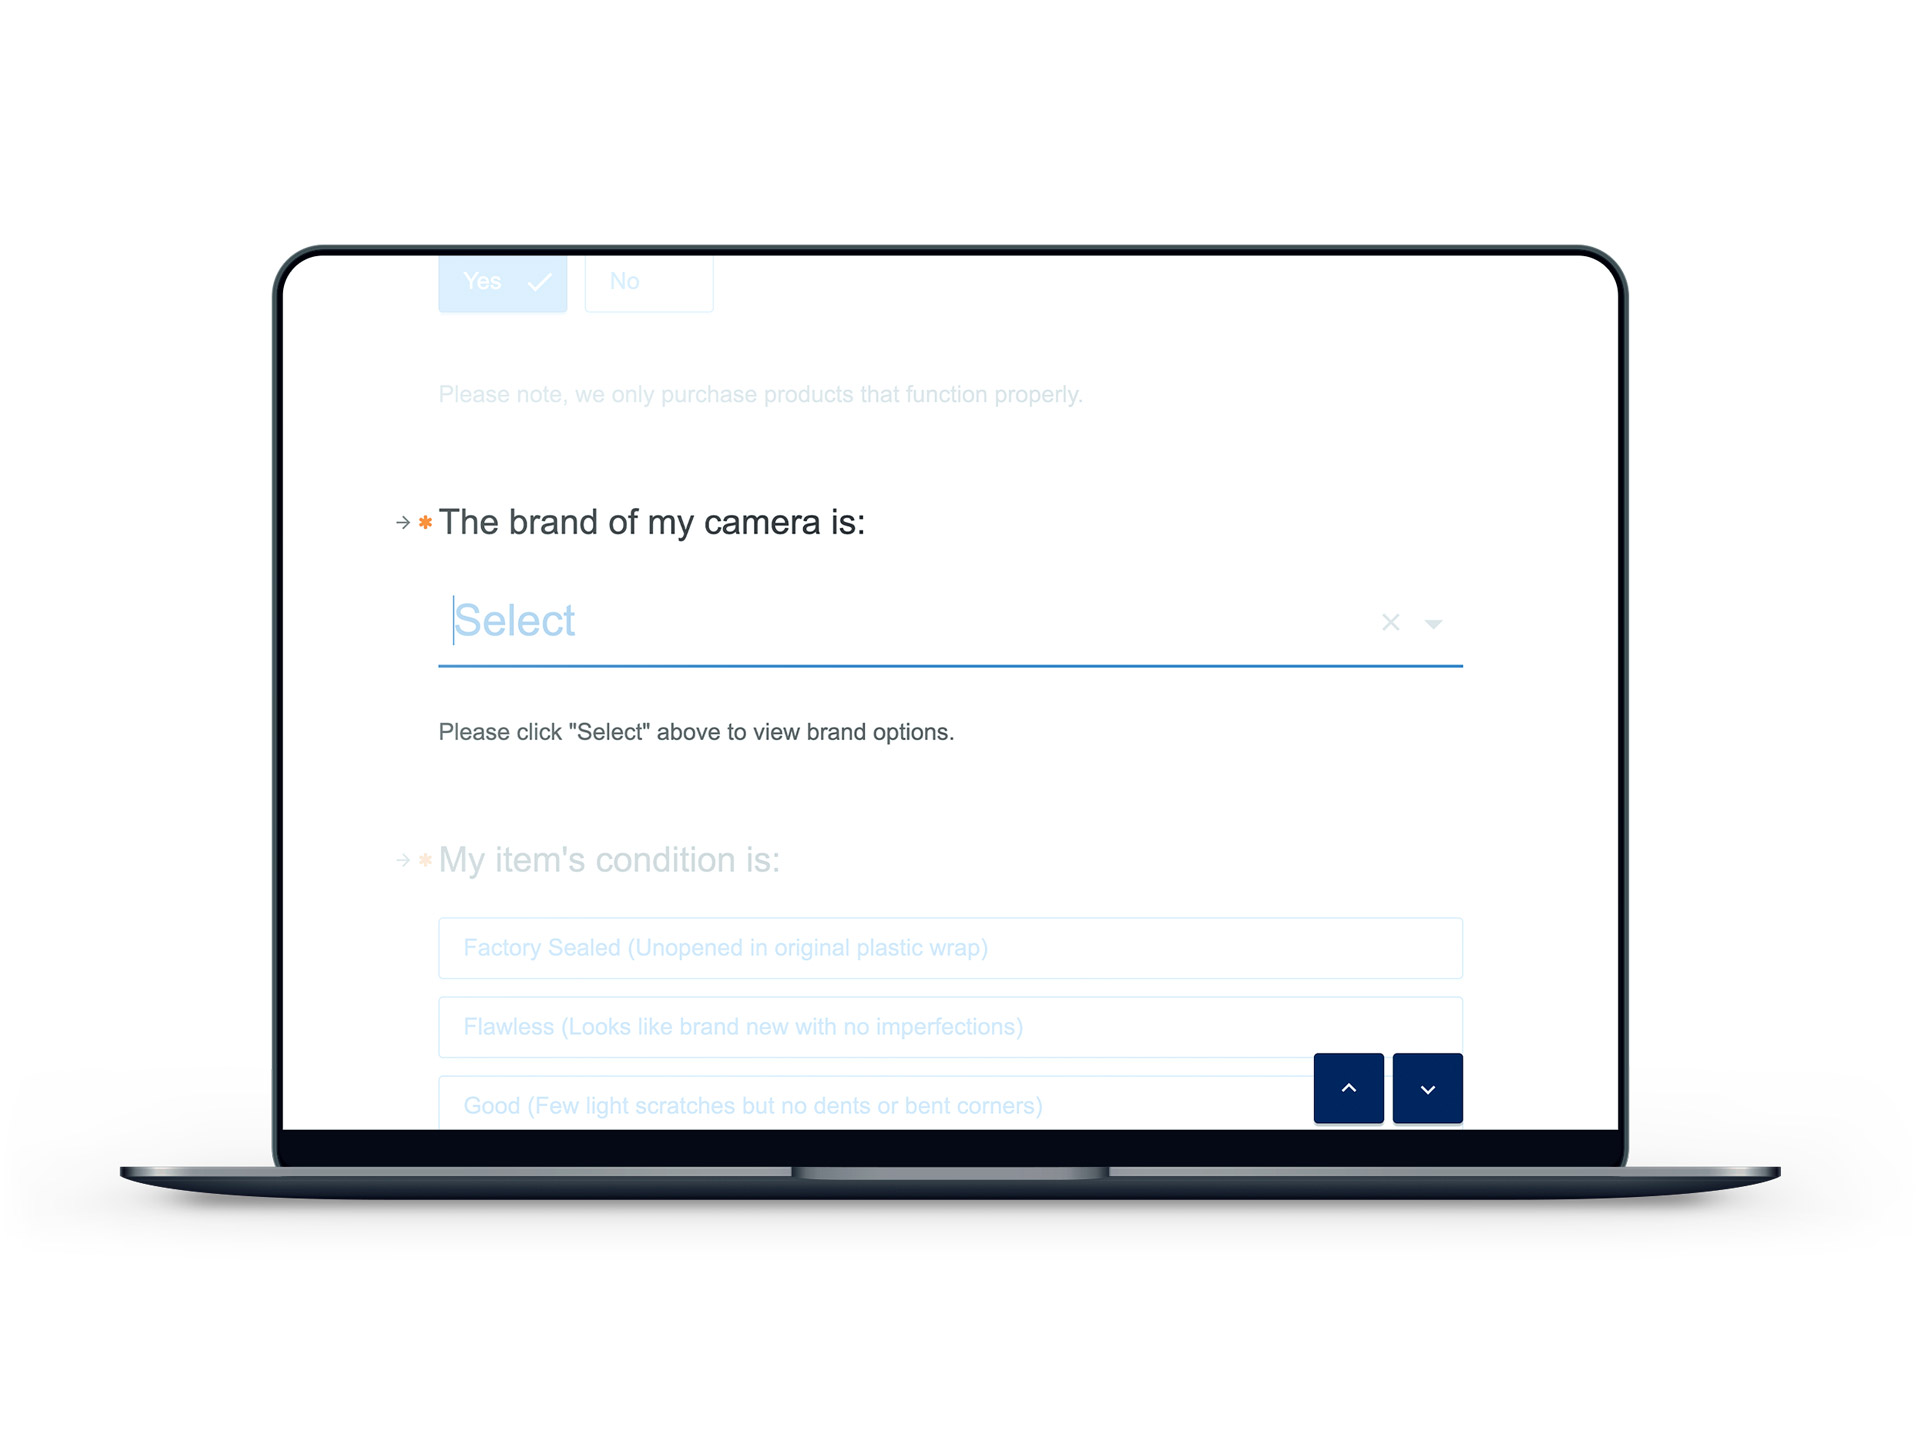 Yes No
Please note, we only purchase products that function properly.
* The brand of my camera is:
Select
Please click "Select" above to view brand options.
* My item's condition is:
Factory Sealed (Unopened in original plastic wrap)
Flawless (Looks like brand new with no imperfections)
Good (Few light scratches but no dents or bent corners)